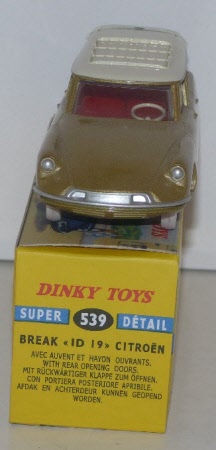 DINKY TOYS
SUPER 539 DÉTAIL
BREAK «ID 19» CITROËN
AVEC AUVENT ET HAYON OUVRANTS.
WITH REAR OPENING DOORS.
MIT RÜCKWÄRTIGER KLAPPE ZUM ÖFFNEN.
CON PORTIERA POSTERIORE APRIBILE.
AFDAK EN ACHTERDEUR KUNNEN GEOPEND
WORDEN.